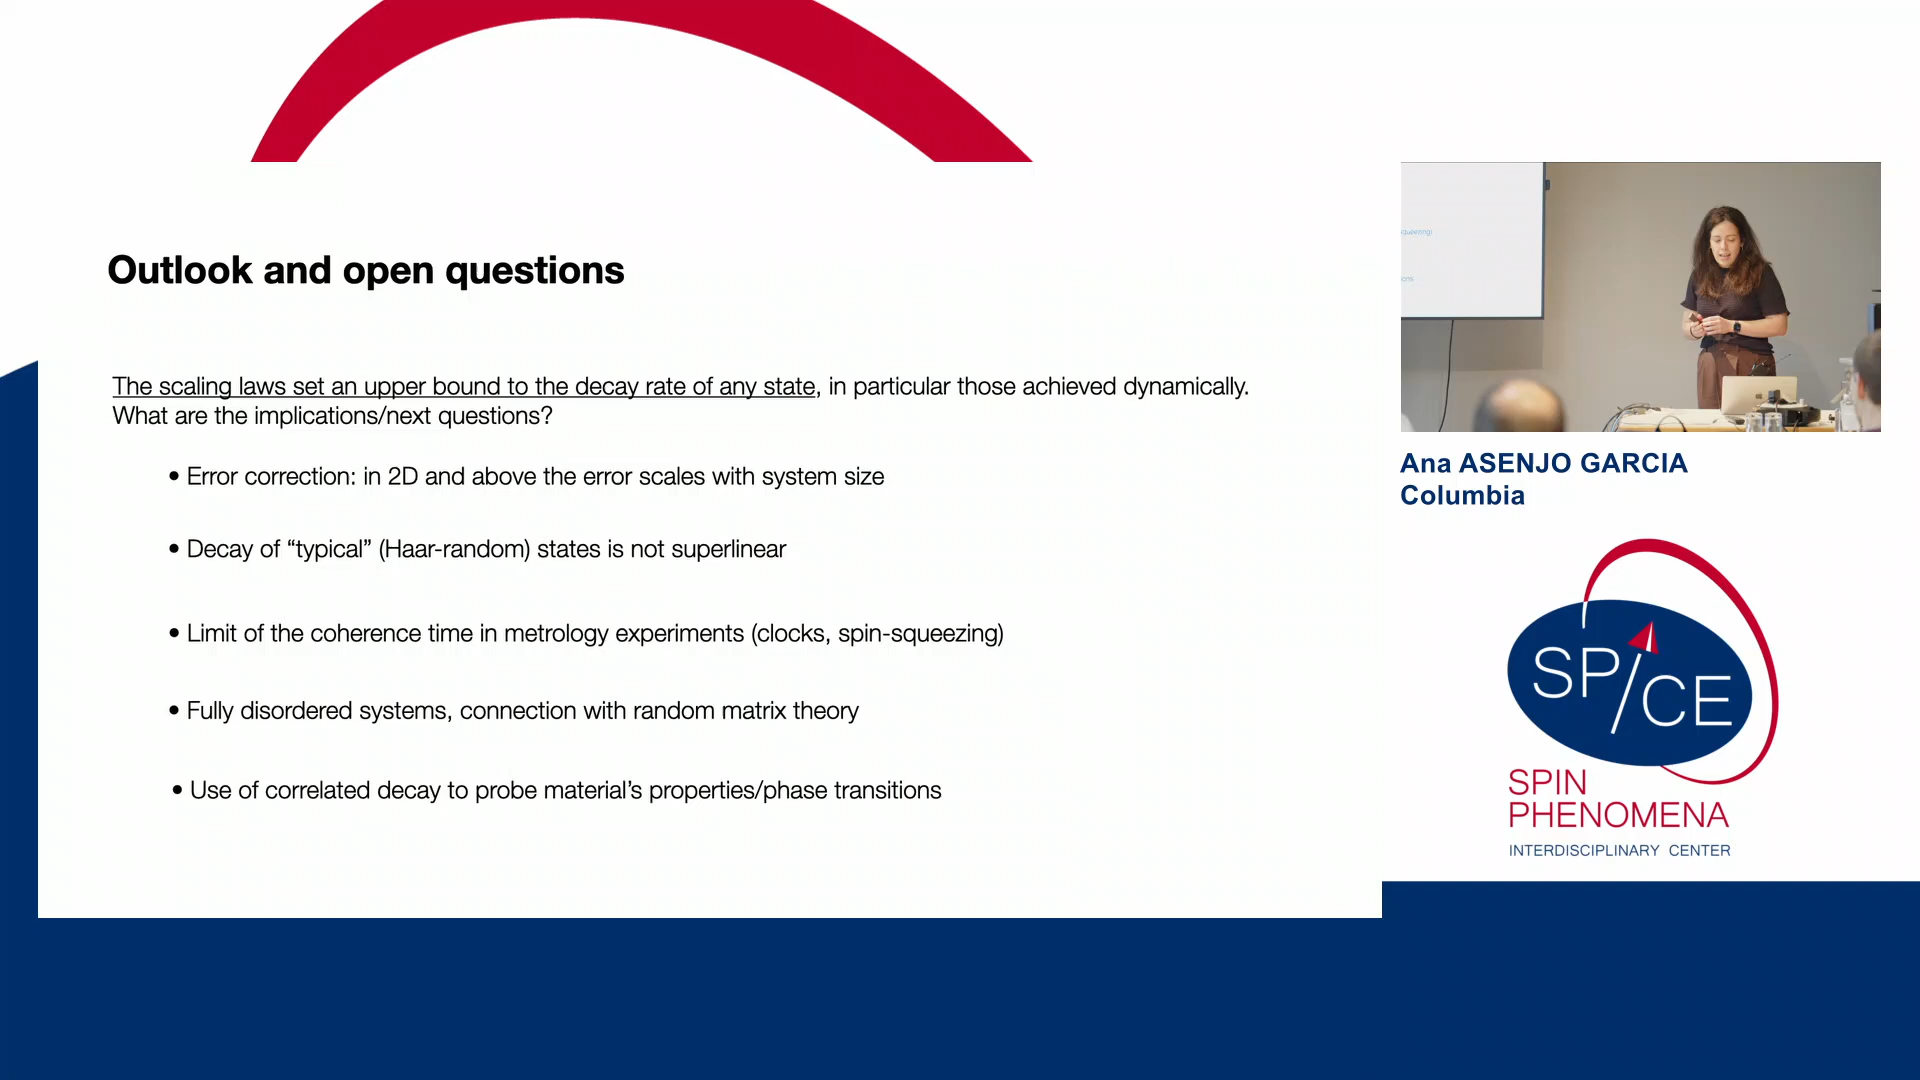 Outlook and open questions
The scaling laws set an upper bound to the decay rate of any state, in particular those achieved dynamically.
What are the implications/next questions?
• Error correction: in 2D and above the error scales with system size
• Decay of “typical” (Haar-random) states is not superlinear
• Limit of the coherence time in metrology experiments (clocks, spin-squeezing)
• Fully disordered systems, connection with random matrix theory
• Use of correlated decay to probe material’s properties/phase transitions
Ana ASENJO GARCIA
Columbia
SPICE
SPIN
PHENOMENA
INTERDISCIPLINARY CENTER